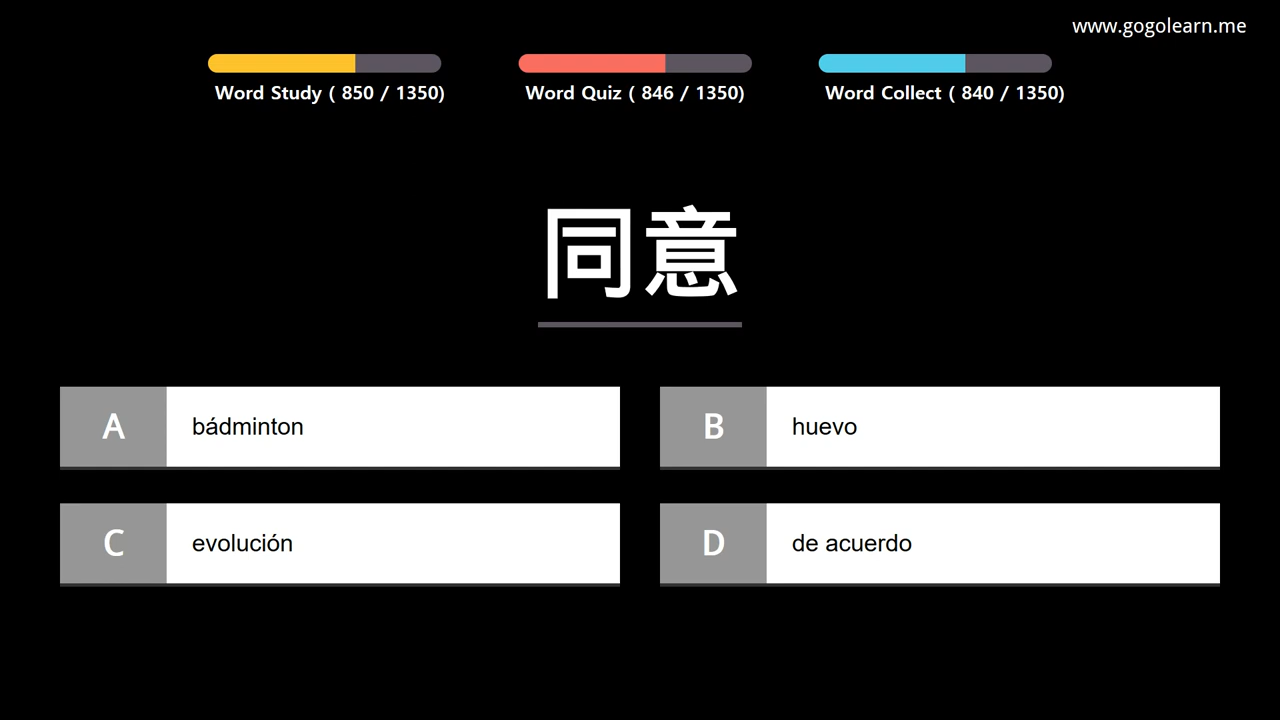 www.gogolearn.me
Word Study ( 850 / 1350)
Word Quiz ( 846 / 1350)
Word Collect ( 840 / 1350)
同意
A bádminton
B huevo
C evolución
D de acuerdo